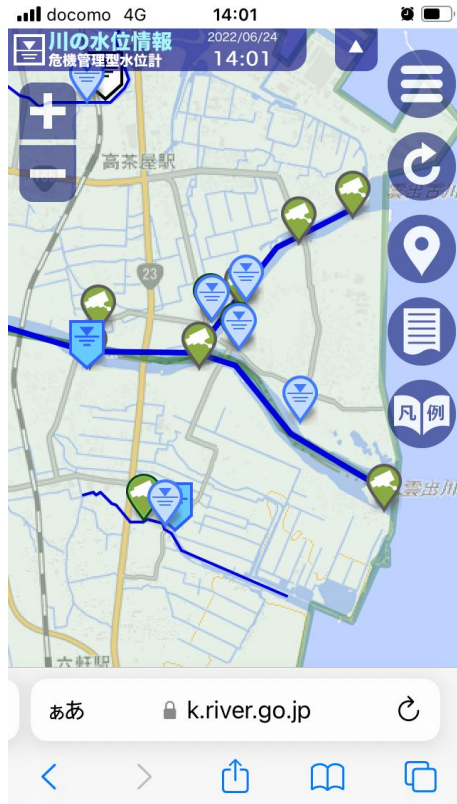 docomo 4G 14:01
川の水位情報
危機管理型水位計
2022/06/24
14:01
高茶屋駅
雲出古川
23
凡例
雲出川
六軒駅
ぁあ k.river.go.jp